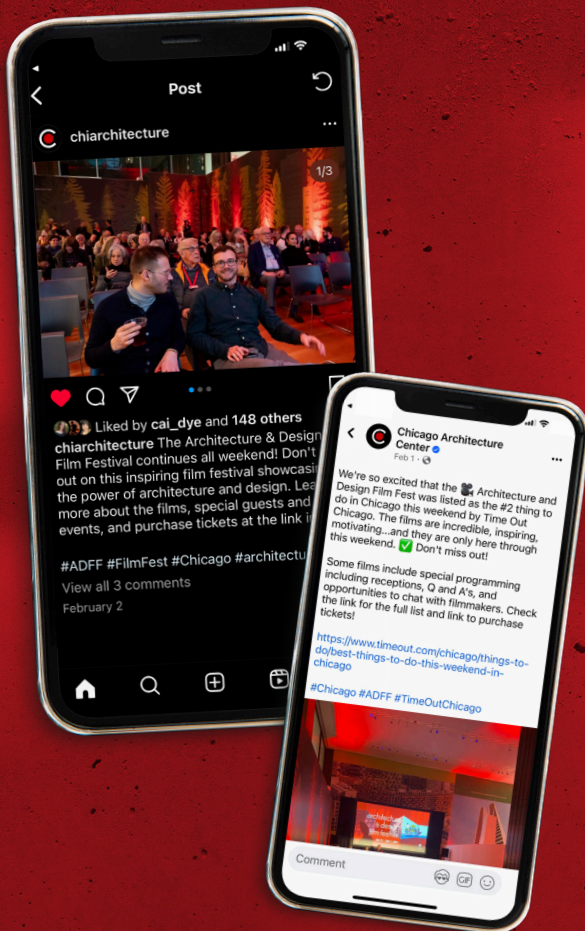 Post
chiarchitecture
1/3
Liked by cai_dye and 148 others
chiarchitecture The Architecture & Design
Film Festival continues all weekend! Don't
out on this inspiring film festival
the power of architecture and design.
more about the films, special guests and
events, and purchase tickets at the link
#ADFF #FilmFest #Chicago
View all 3 comments
February 2
Chicago Architecture
Center
Feb 1 ·
We're so excited that the 🎥 Architecture and
Design Film Fest was listed as the #2 thing to
do in Chicago this weekend by Time Out
Chicago. The films are incredible, inspiring,
motivating...and they are only here through
this weekend. ✅ Don't miss out!
Some films include special programming
including receptions, Q and A's, and
opportunities to chat with filmmakers. Check
the link for the full list and link to purchase
tickets!
https://www.timeout.com/chicago/things-to-
do/best-things-to-do-this-weekend-in-
chicago
#Chicago #ADFF #TimeOutChicago
architecture
& design
film festival
Comment
GIF